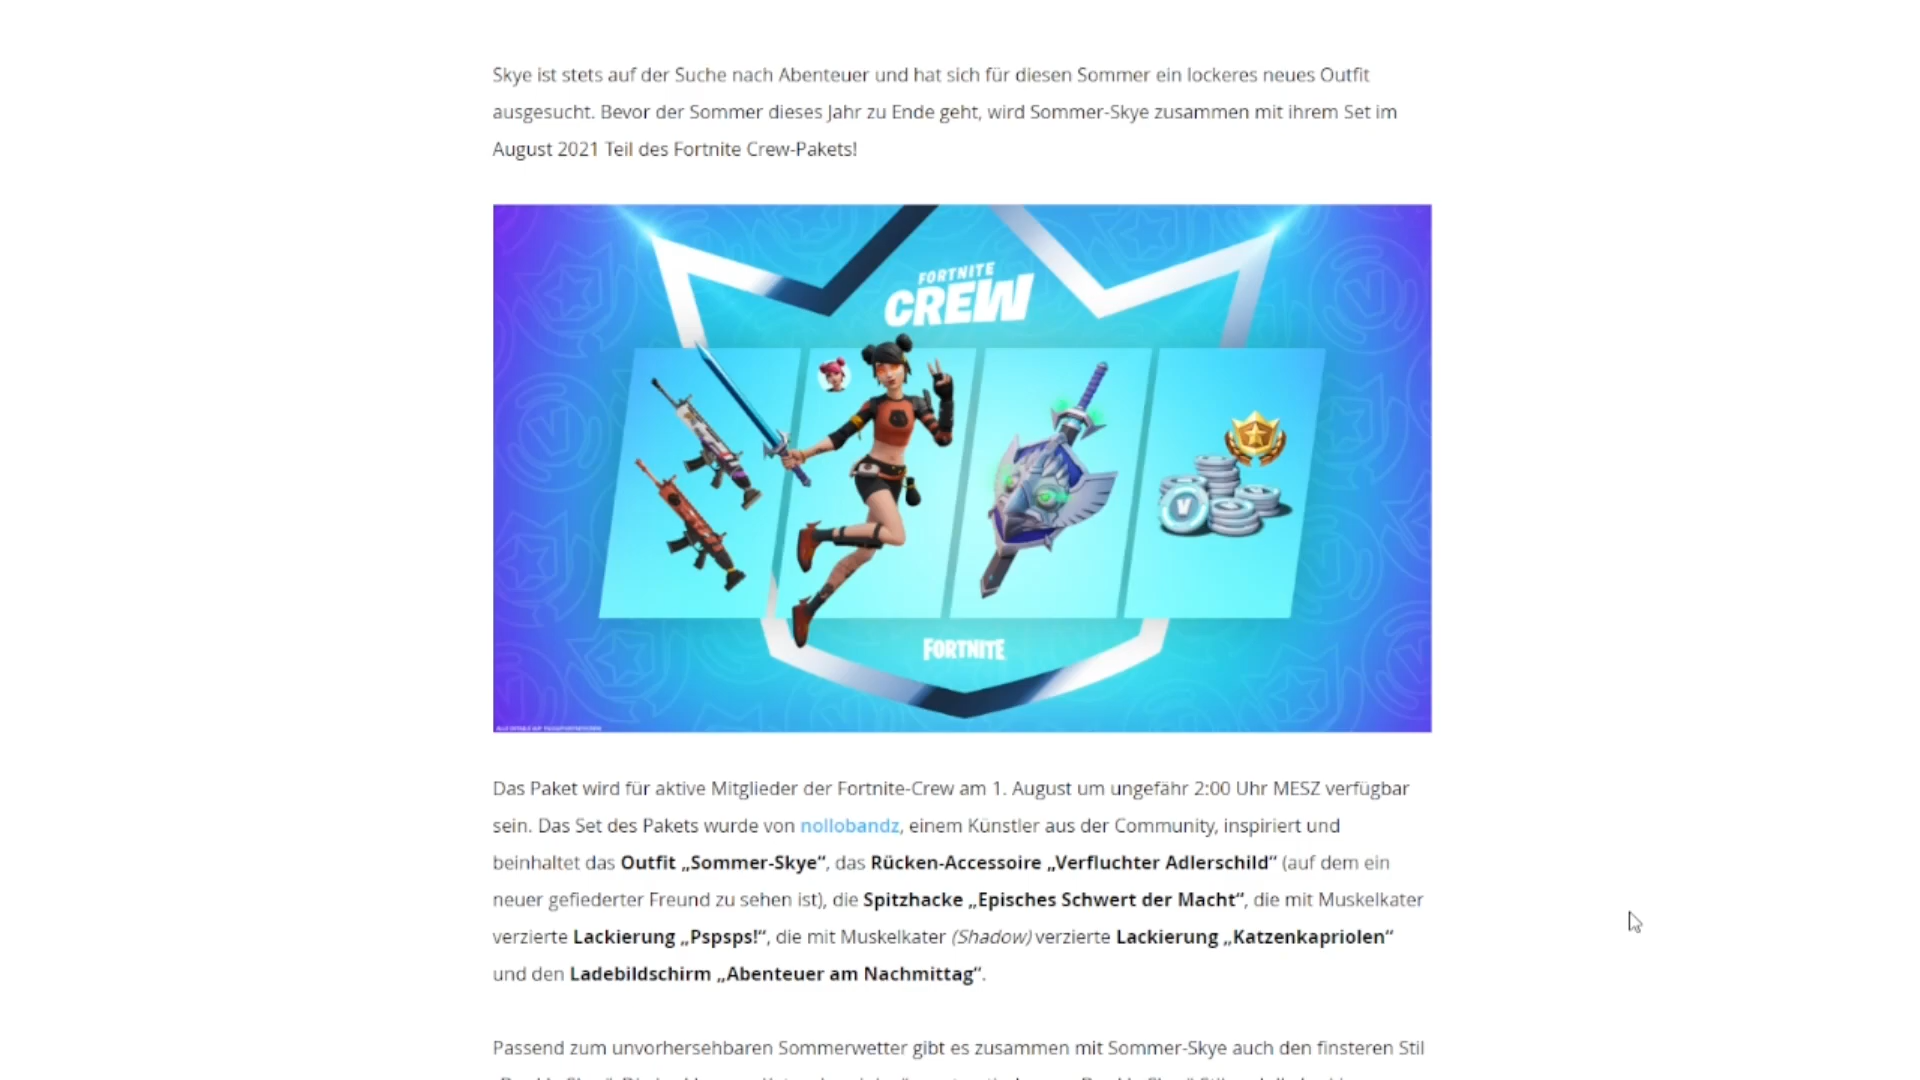 Skye ist stets auf der Suche nach Abenteuer und hat sich für diesen Sommer ein lockeres neues Outfit
ausgesucht. Bevor der Sommer dieses Jahr zu Ende geht, wird Sommer-Skye zusammen mit ihrem Set im
August 2021 Teil des Fortnite Crew-Pakets!
FORTNITE
CREW
V
FORTNITE
Das Paket wird für aktive Mitglieder der Fortnite-Crew am 1. August um ungefähr 2:00 Uhr MESZ verfügbar
sein. Das Set des Pakets wurde von nollobandz, einem Künstler aus der Community, inspiriert und
beinhaltet das Outfit „Sommer-Skye“, das Rücken-Accessoire „Verfluchter Adlerschild“ (auf dem ein
neuer gefiederter Freund zu sehen ist), die Spitzhacke „Episches Schwert der Macht“, die mit Muskelkater
verzierte Lackierung „Pspsps!“, die mit Muskelkater (Shadow) verzierte Lackierung „Katzenkapriolen“
und den Ladebildschirm „Abenteuer am Nachmittag“.
Passend zum unvorhersehbaren Sommerwetter gibt es zusammen mit Sommer-Skye auch den finsteren Stil